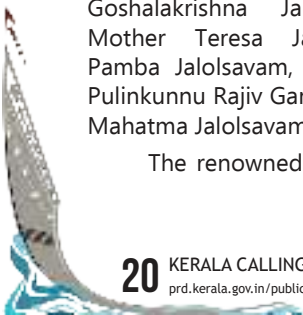 Goshalakrishna Ja
Mother Teresa Ja
Pamba Jalolsavam,
Pulinkunnu Rajiv Gan
Mahatma Jalolsavam
The renowned
20 KERALA CALLING
prd.kerala.gov.in/public